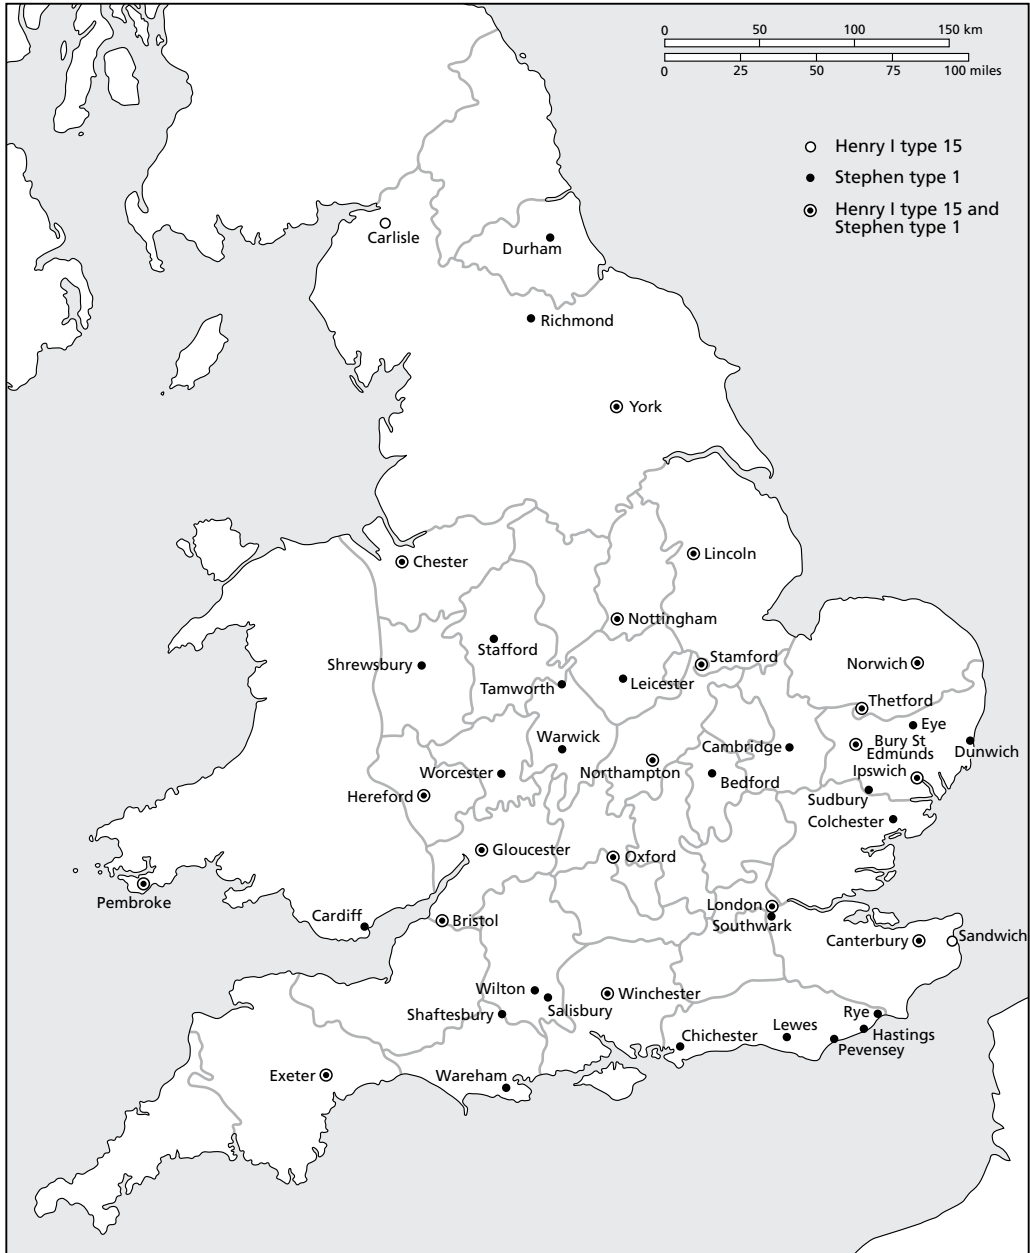 0 50 100 150 km
0 25 50 75 100 miles
Henry I type 15
Stephen type 1
Henry I type 15 and
Stephen type 1
Carlisle
Durham
Richmond
York
Chester
Lincoln
Nottingham
Stafford
Shrewsbury
Stamford
Norwich
Tamworth
Leicester
Thetford
Eye
Warwick
Cambridge
Bury St
Edmunds
Dunwich
Worcester
Northampton
Bedford
Ipswich
Hereford
Sudbury
Colchester
Gloucester
Oxford
Pembroke
London
Cardiff
Bristol
Southwark
Canterbury
Sandwich
Wilton
Winchester
Salisbury
Shaftesbury
Rye
Chichester
Lewes
Hastings
Pevensey
Exeter
Wareham